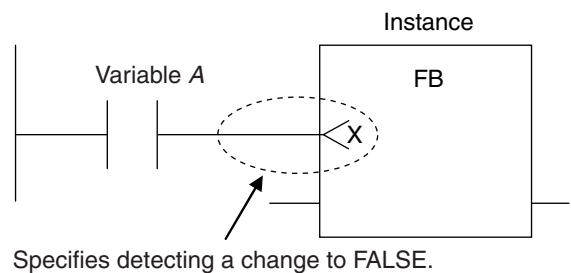 Instance
Variable A
FB
X
Specifies detecting a change to FALSE.